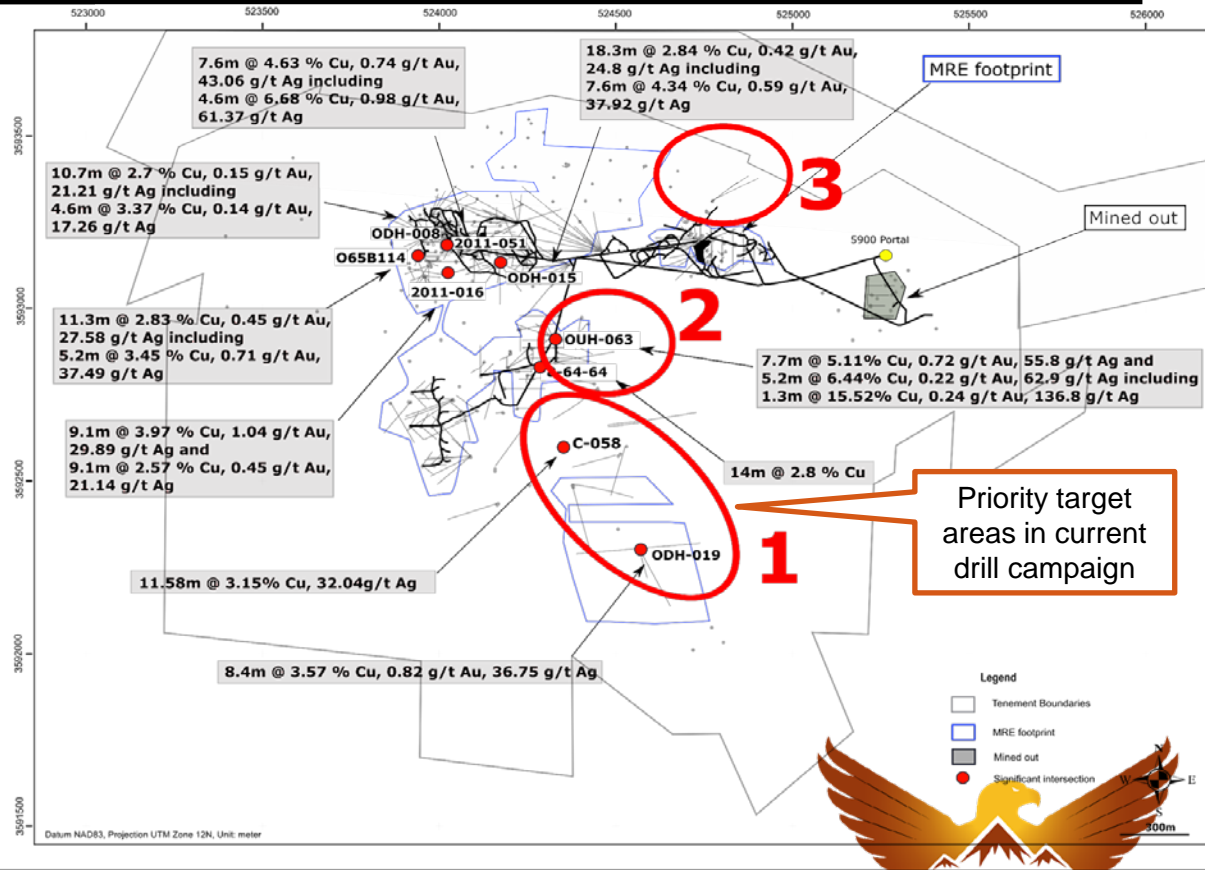 523000
523500
524000
524500
525000
525500
526000
3593500
3593000
3592500
3592000
3591500
7.6m @ 4.63 % Cu, 0.74 g/t Au,
43.06 g/t Ag including
4.6m @ 6.68 % Cu, 0.98 g/t Au,
61.37 g/t Ag
18.3m @ 2.84 % Cu, 0.42 g/t Au,
24.8 g/t Ag including
7.6m @ 4.34 % Cu, 0.59 g/t Au,
37.92 g/t Ag
MRE footprint
10.7m @ 2.7 % Cu, 0.15 g/t Au,
21.21 g/t Ag including
4.6m @ 3.37 % Cu, 0.14 g/t Au,
17.26 g/t Ag
3
Mined out
ODH-008
2011-051
5900 Portal
O65B114
ODH-015
2011-016
11.3m @ 2.83 % Cu, 0.45 g/t Au,
27.58 g/t Ag including
5.2m @ 3.45 % Cu, 0.71 g/t Au,
37.49 g/t Ag
2
OUH-063
-64-64
7.7m @ 5.11% Cu, 0.72 g/t Au, 55.8 g/t Ag and
5.2m @ 6.44% Cu, 0.22 g/t Au, 62.9 g/t Ag including
1.3m @ 15.52% Cu, 0.24 g/t Au, 136.8 g/t Ag
9.1m @ 3.97 % Cu, 1.04 g/t Au,
29.89 g/t Ag and
9.1m @ 2.57 % Cu, 0.45 g/t Au,
21.14 g/t Ag
C-058
14m @ 2.8 % Cu
Priority target
areas in current
drill campaign
1
ODH-019
11.58m @ 3.15% Cu, 32.04g/t Ag
8.4m @ 3.57 % Cu, 0.82 g/t Au, 36.75 g/t Ag
Legend
Tenement Boundaries
MRE footprint
Mined out
Significant intersection
N
W
E
S
300m
Datum NAD83, Projection UTM Zone 12N, Unit: meter